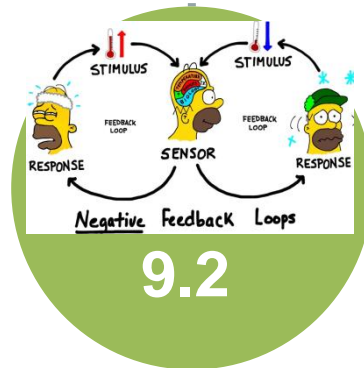 STIMULUS
STIMULUS
FEEDBACK
LOOP
FEEDBACK
LOOP
RESPONSE
SENSOR
RESPONSE
Negative Feedback Loops
9.2